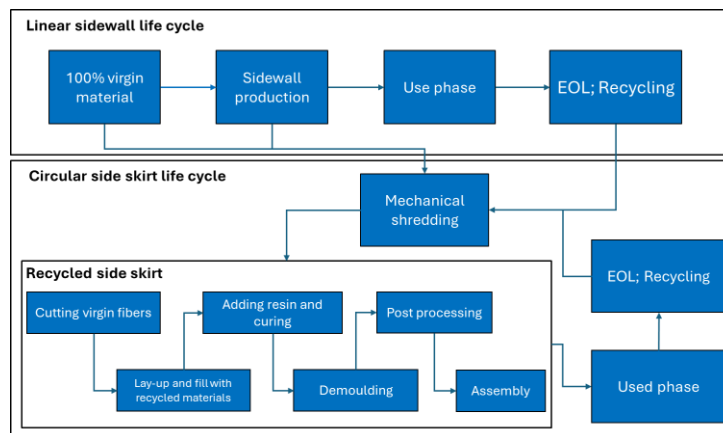 Linear sidewall life cycle
100% virgin
material
Sidewall
production
Use phase
EOL; Recycling
Circular side skirt life cycle
Mechanical
shredding
EOL; Recycling
Recycled side skirt
Cutting virgin fibers
Adding resin and
curing
Post processing
Lay-up and fill with
recycled materials
Demoulding
Assembly
Used phase